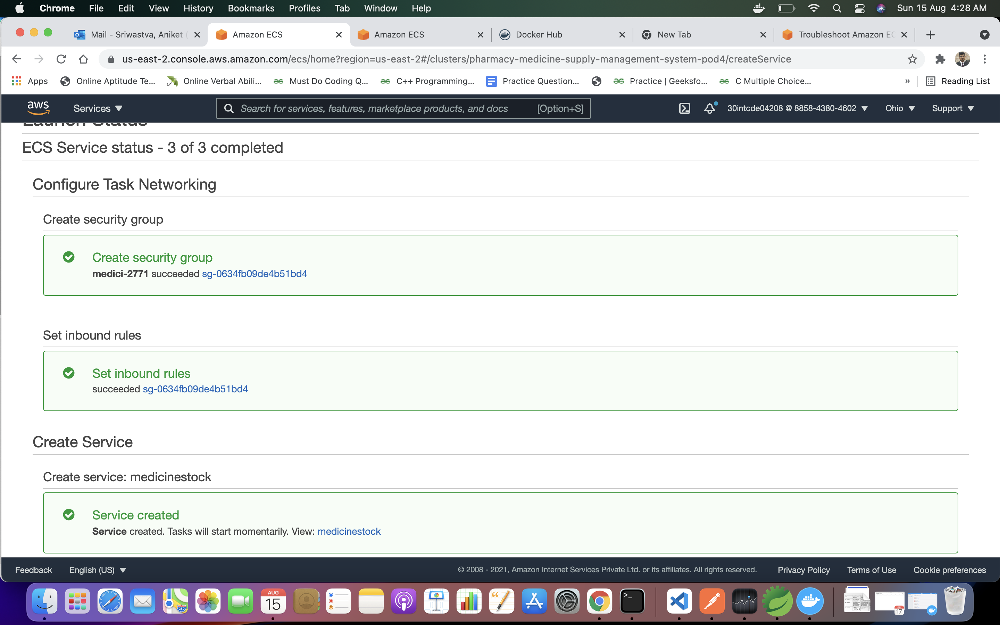 Chrome File Edit View History Bookmarks Profiles Tab Window Help Sun 15 Aug 4:28 AM
Mail - Sriwastva, Aniket ( Amazon ECS Amazon ECS Docker Hub New Tab Troubleshoot Amazon EC
us-east-2.console.aws.amazon.com/ecs/home?region=us-east-2#/clusters/pharmacy-medicine-supply-management-system-pod4/createService
Apps Online Aptitude Te... Online Verbal Abili... Must Do Coding Q... C++ Programming... Practice Question... Practice | Geeksfo... C Multiple Choice... » Reading List
aws Services Search for services, features, marketplace products, and docs [Option+S] 30intcde04208 @ 8858-4380-4602 Ohio Support
Launch Status
ECS Service status - 3 of 3 completed
Configure Task Networking
Create security group
Create security group
medici-2771 succeeded sg-0634fb09de4b51bd4
Set inbound rules
Set inbound rules
succeeded sg-0634fb09de4b51bd4
Create Service
Create service: medicinestock
Service created
Service created. Tasks will start momentarily. View: medicinestock
Feedback English (US) © 2008 - 2021, Amazon Internet Services Private Ltd. or its affiliates. All rights reserved. Privacy Policy Terms of Use Cookie preferences
AUG
15
280
17